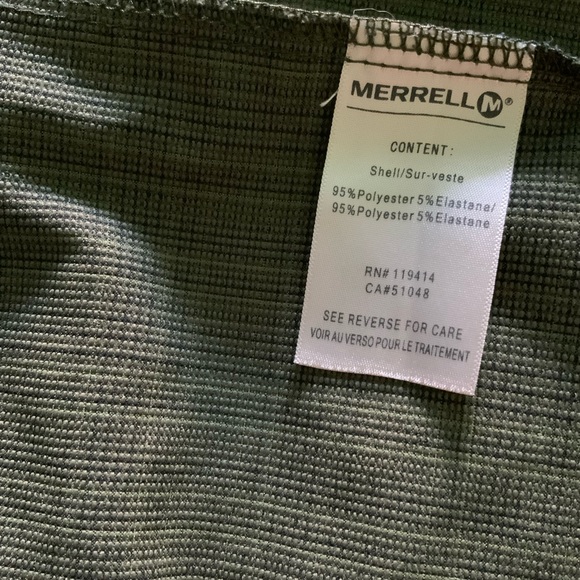 MERRELL M®
CONTENT:
Shell/Sur-veste
95%Polyester 5%Elastane/
95%Polyester 5%Elastane
RN# 119414
CA#51048
SEE REVERSE FOR CARE
VOIR AU VERSO POUR LE TRAITEMENT